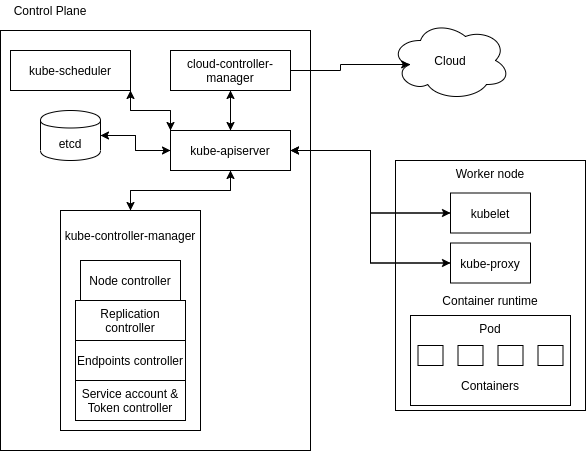 Control Plane
kube-scheduler
cloud-controller-
manager
Cloud
etcd
kube-apiserver
Worker node
kubelet
kube-proxy
Container runtime
Pod
Containers
kube-controller-manager
Node controller
Replication
controller
Endpoints controller
Service account &
Token controller